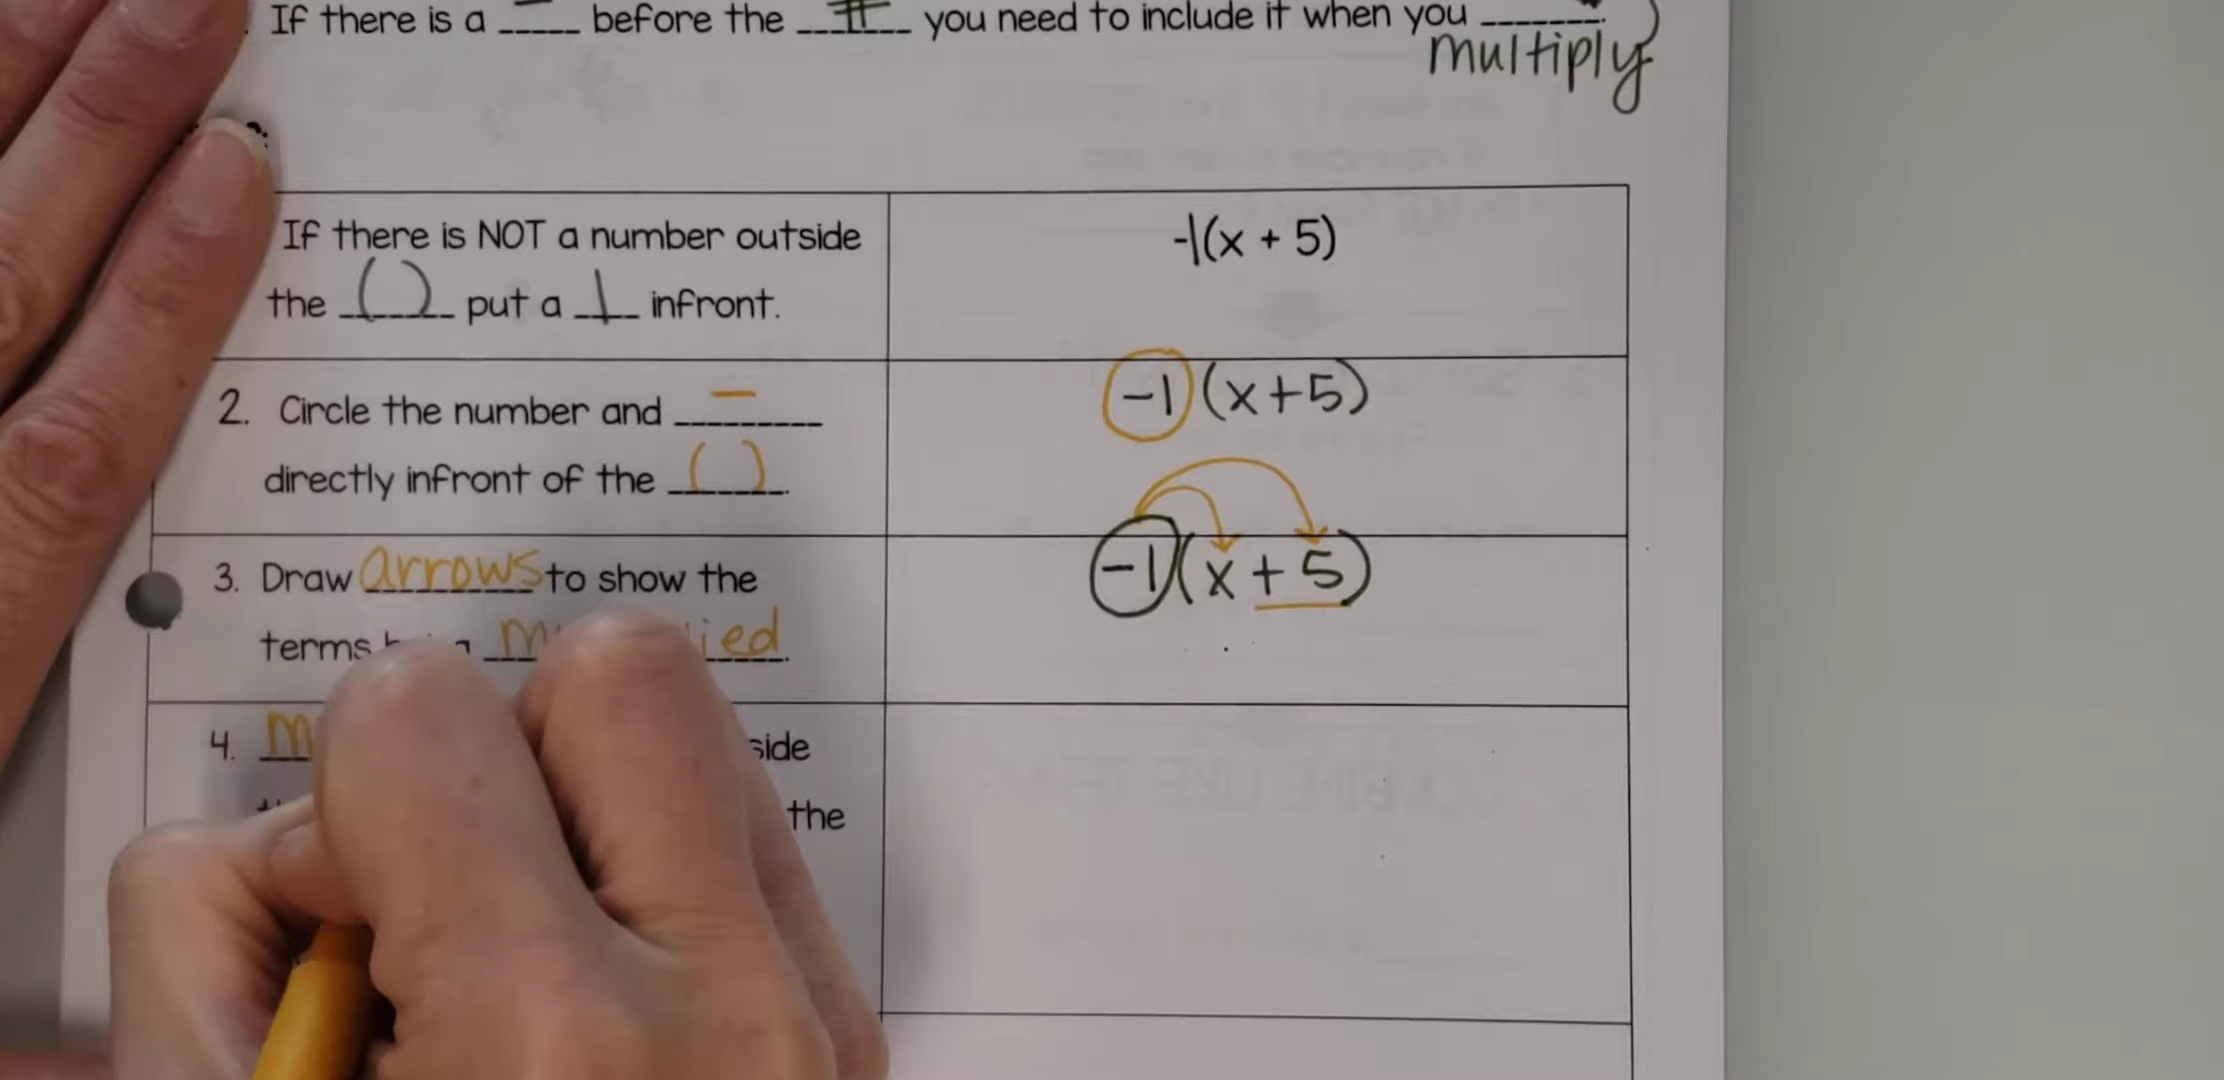 If there is a – before the # you need to include it when you multiply.
If there is NOT a number outside
the ( ) put a 1 infront.
-1(x + 5)
2. Circle the number and –
directly infront of the ( ).
-1(x+5)
3. Draw arrows to show the
terms
-1(x + 5)
4. side
the